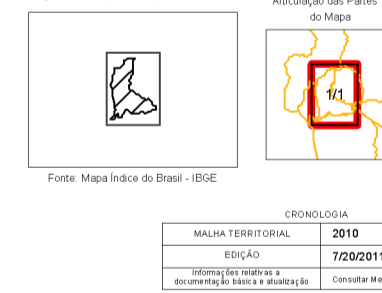 Articulação das Partes
do Mapa
1/1
Fonte: Mapa Índice do Brasil - IBGE
CRONOLOGIA
MALHA TERRITORIAL 2010
EDIÇÃO 7/20/2011
Informações relativas a
documentação básica e atualização Consultar Me